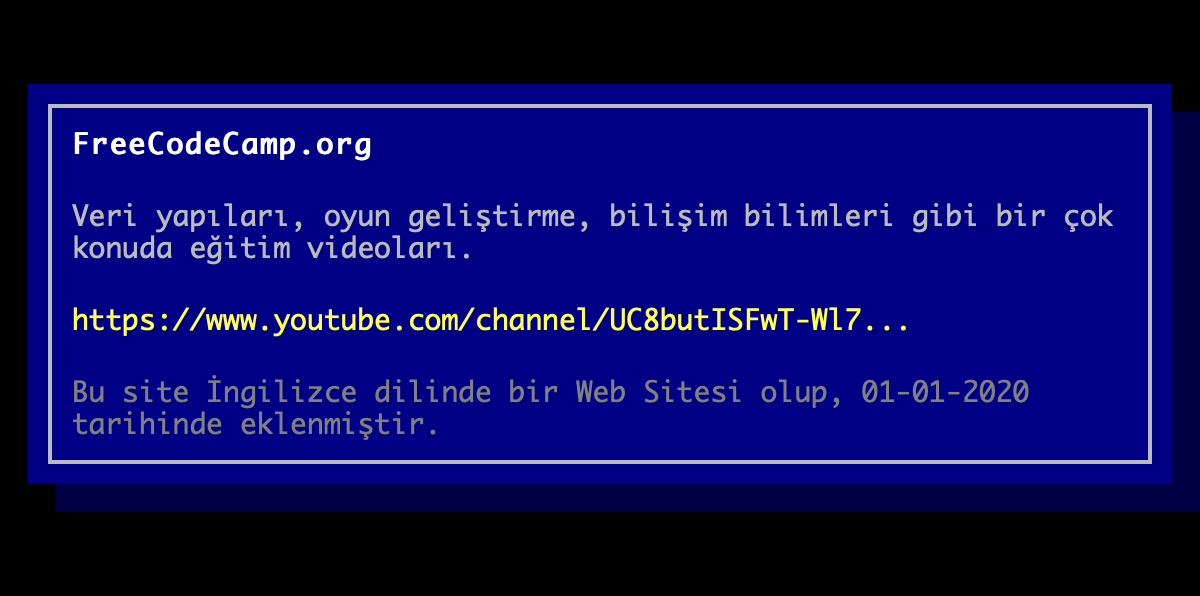 FreeCodeCamp.org
Veri yapıları, oyun geliştirme, bilişim bilimleri gibi bir çok
konuda eğitim videoları.
https://www.youtube.com/channel/UC8butISFwT-Wl7...
Bu site İngilizce dilinde bir Web Sitesi olup, 01-01-2020
tarihinde eklenmiştir.